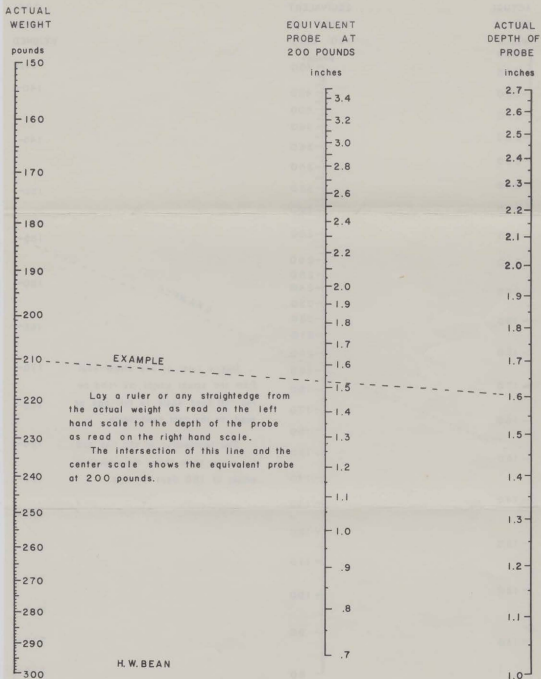 ACTUAL
WEIGHT
pounds
150
160
170
180
190
200
210
220
230
240
250
260
270
280
290
300
EQUIVALENT
PROBE AT
200 POUNDS
inches
3.4
3.2
3.0
2.8
2.6
2.4
2.2
2.0
1.9
1.8
1.7
1.6
1.5
1.4
1.3
1.2
1.1
1.0
.9
.8
.7
ACTUAL
DEPTH OF
PROBE
inches
2.7
2.6
2.5
2.4
2.3
2.2
2.1
2.0
1.9
1.8
1.7
1.6
1.5
1.4
1.3
1.2
1.1
1.0
EXAMPLE
Lay a ruler or any straightedge from
the actual weight as read on the left
hand scale to the depth of the probe
as read on the right hand scale.
The intersection of this line and the
center scale shows the equivalent probe
at 200 pounds.
H.W. BEAN